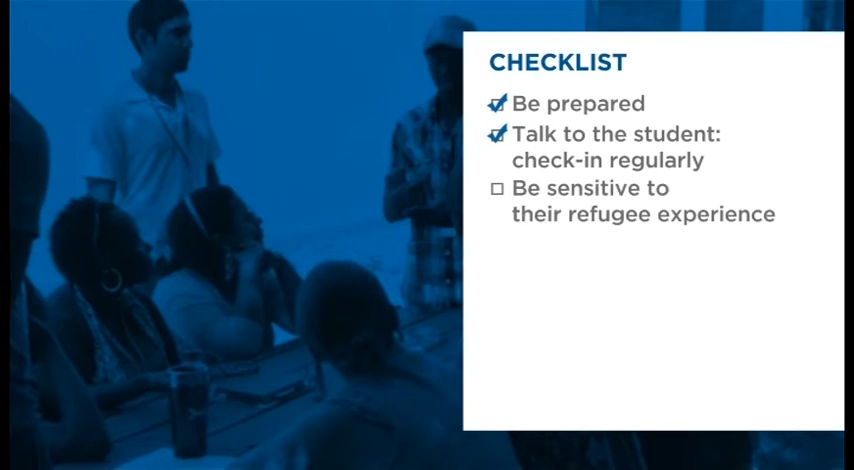 CHECKLIST
Be prepared
Talk to the student:
check-in regularly
Be sensitive to
their refugee experience